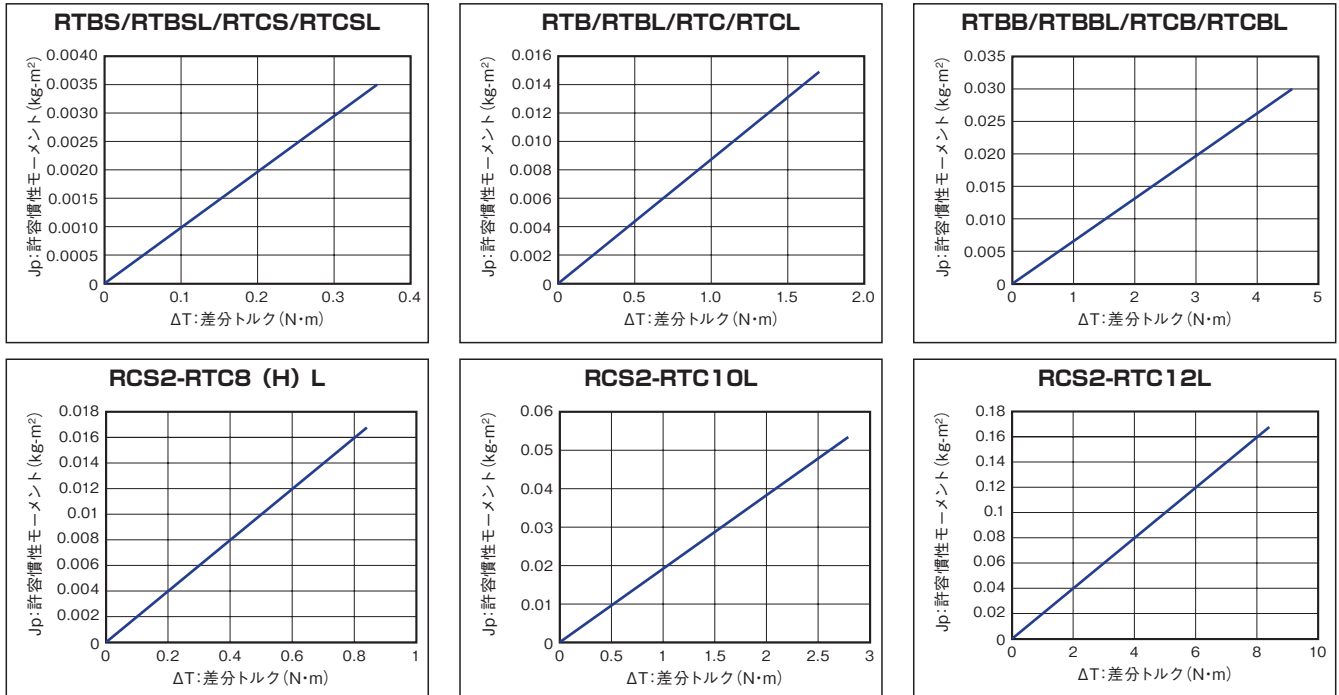 RTBS/RTBSL/RTCS/RTCSL
Jp:許容慣性モーメント(kg-m²)
0.0040
0.0035
0.0030
0.0025
0.0020
0.0015
0.0010
0.0005
0
0 0.1 0.2 0.3 0.4
ΔT:差分トルク(N・m)
RTB/RTBL/RTC/RTCL
Jp:許容慣性モーメント(kg-m²)
0.016
0.014
0.012
0.010
0.008
0.006
0.004
0.002
0
0 0.5 1.0 1.5 2.0
ΔT:差分トルク(N・m)
RTBB/RTBBL/RTCB/RTCBL
Jp:許容慣性モーメント(kg-m²)
0.035
0.030
0.025
0.020
0.015
0.010
0.005
0
0 1 2 3 4 5
ΔT:差分トルク(N・m)
RCS2-RTC8(H)L
Jp:許容慣性モーメント(kg-m²)
0.018
0.016
0.014
0.012
0.01
0.008
0.006
0.004
0.002
0
0 0.2 0.4 0.6 0.8 1
ΔT:差分トルク(N・m)
RCS2-RTC10L
Jp:許容慣性モーメント(kg-m²)
0.06
0.05
0.04
0.03
0.02
0.01
0
0 0.5 1 1.5 2 2.5 3
ΔT:差分トルク(N・m)
RCS2-RTC12L
Jp:許容慣性モーメント(kg-m²)
0.18
0.16
0.14
0.12
0.1
0.08
0.06
0.04
0.02
0
0 2 4 6 8 10
ΔT:差分トルク(N・m)